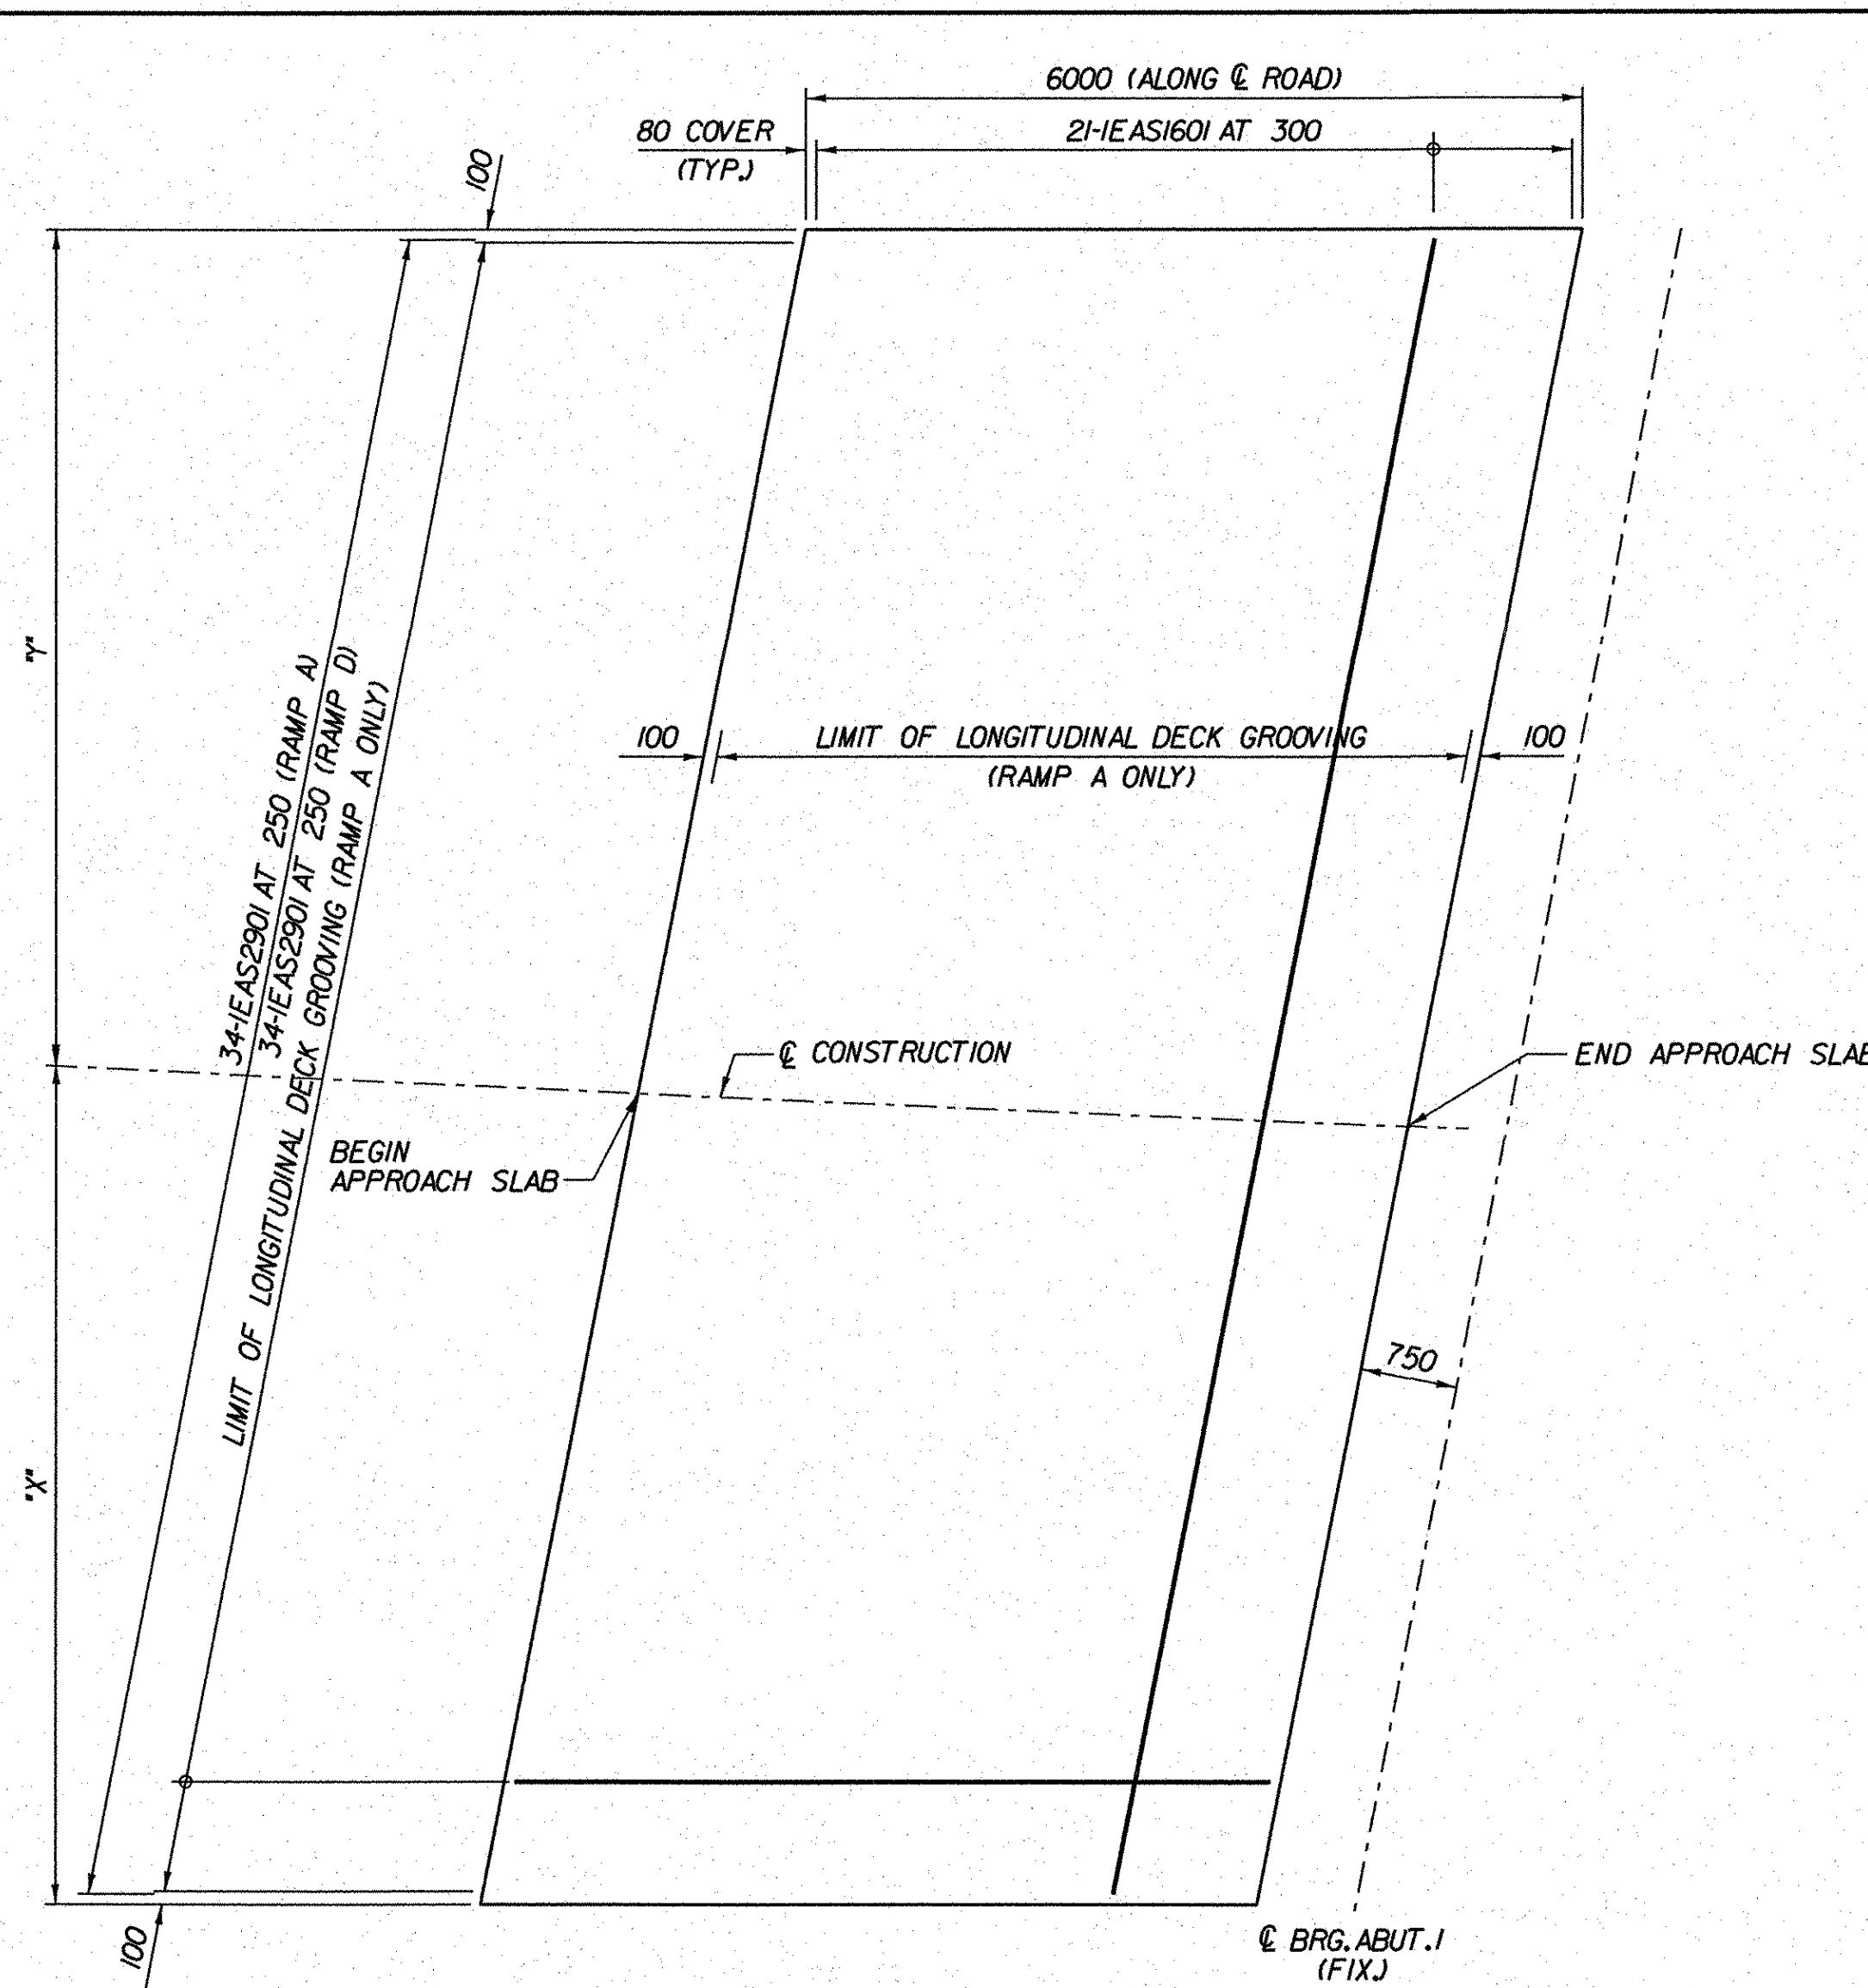 6000 (ALONG ℄ ROAD)
80 COVER
(TYP.)
21-1EAS1601 AT 300
100
"Y"
34-1EAS2901 AT 250 (RAMP A)
34-1EAS2901 AT 250 (RAMP D)
LIMIT OF LONGITUDINAL DECK GROOVING (RAMP A ONLY)
100
LIMIT OF LONGITUDINAL DECK GROOVING
(RAMP A ONLY)
100
℄ CONSTRUCTION
END APPROACH SLAB
BEGIN
APPROACH SLAB
750
"X"
100
℄ BRG. ABUT. 1
(FIX.)